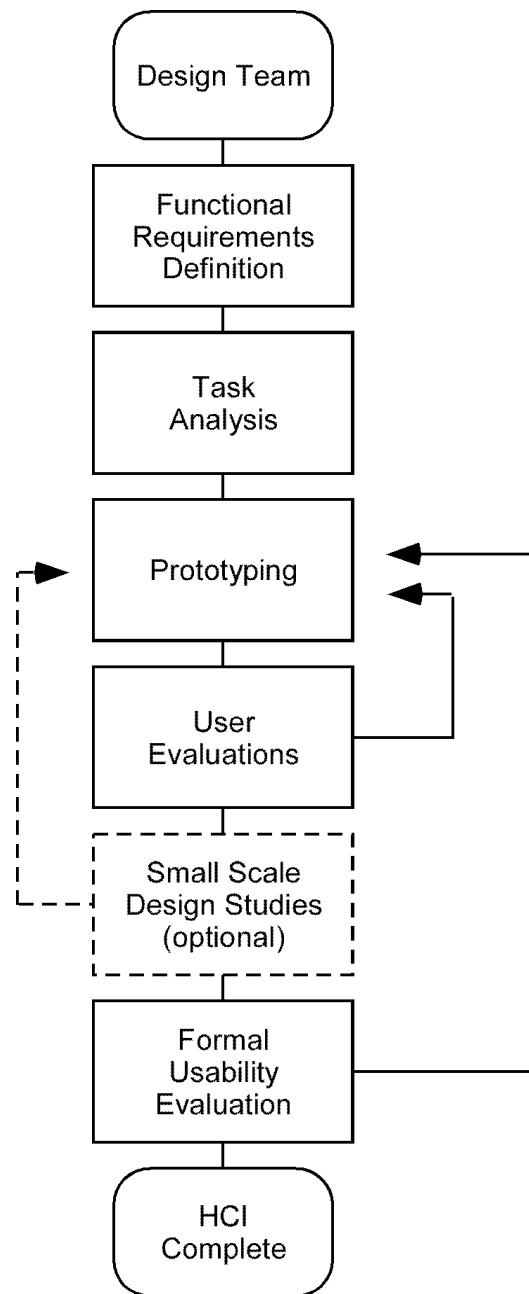 Design Team
Functional
Requirements
Definition
Task
Analysis
Prototyping
User
Evaluations
Small Scale
Design Studies
(optional)
Formal
Usability
Evaluation
HCI
Complete